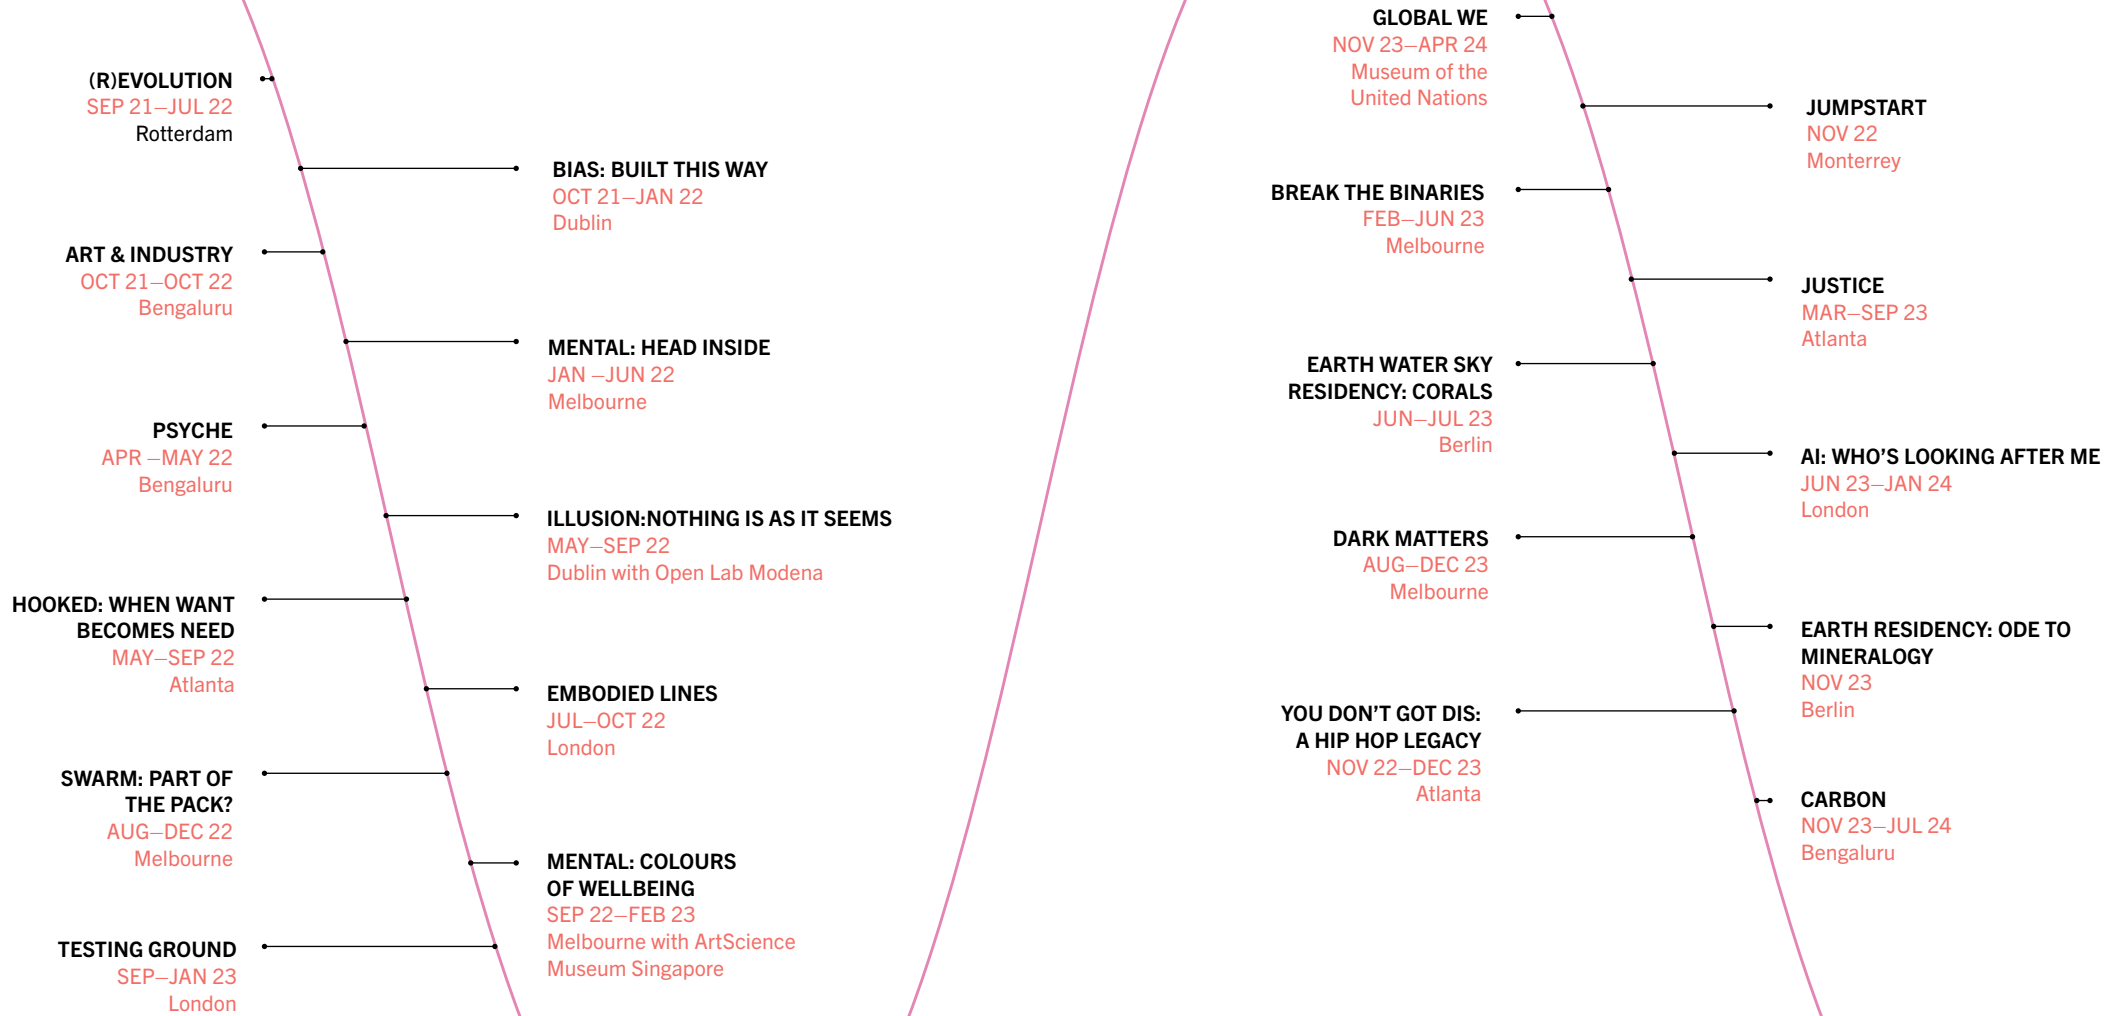 (R)EVOLUTION
SEP 21–JUL 22
Rotterdam
BIAS: BUILT THIS WAY
OCT 21–JAN 22
Dublin
ART & INDUSTRY
OCT 21–OCT 22
Bengaluru
MENTAL: HEAD INSIDE
JAN –JUN 22
Melbourne
PSYCHE
APR –MAY 22
Bengaluru
ILLUSION:NOTHING IS AS IT SEEMS
MAY–SEP 22
Dublin with Open Lab Modena
HOOKED: WHEN WANT
BECOMES NEED
MAY–SEP 22
Atlanta
EMBODIED LINES
JUL–OCT 22
London
SWARM: PART OF
THE PACK?
AUG–DEC 22
Melbourne
MENTAL: COLOURS
OF WELLBEING
SEP 22–FEB 23
Melbourne with ArtScience
Museum Singapore
TESTING GROUND
SEP–JAN 23
London
GLOBAL WE
NOV 23–APR 24
Museum of the
United Nations
JUMPSTART
NOV 22
Monterrey
BREAK THE BINARIES
FEB–JUN 23
Melbourne
JUSTICE
MAR–SEP 23
Atlanta
EARTH WATER SKY
RESIDENCY: CORALS
JUN–JUL 23
Berlin
AI: WHO’S LOOKING AFTER ME
JUN 23–JAN 24
London
DARK MATTERS
AUG–DEC 23
Melbourne
EARTH RESIDENCY: ODE TO
MINERALOGY
NOV 23
Berlin
YOU DON’T GOT DIS:
A HIP HOP LEGACY
NOV 22–DEC 23
Atlanta
CARBON
NOV 23–JUL 24
Bengaluru